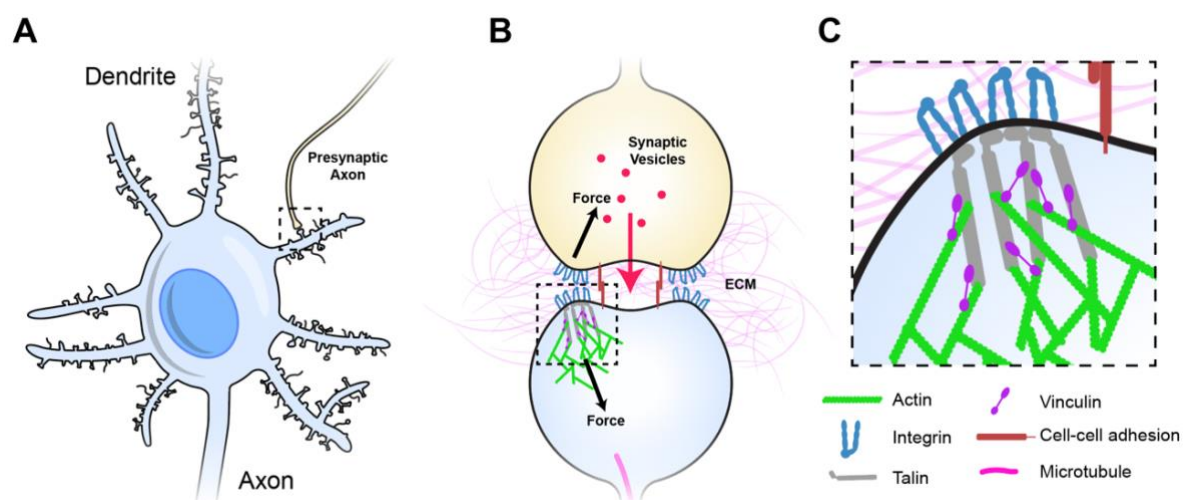 A
Dendrite
Presynaptic
Axon
Axon
B
Synaptic
Vesicles
Force
ECM
Force
C
Actin
Integrin
Talin
Vinculin
Cell-cell adhesion
Microtubule